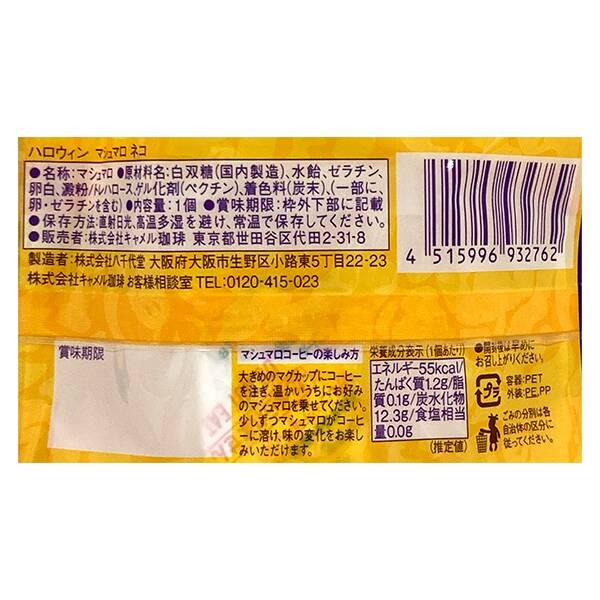 ハロウィン マシュマロ ネコ
●名称:マシュマロ ●原材料名:白双糖(国内製造)、水飴、ゼラチン、
卵白、澱粉/トレハロース、ゲル化剤(ペクチン)、着色料(炭末)、(一部に、
卵・ゼラチンを含む) ●内容量:1個 ●賞味期限:枠外下部に記載
●保存方法:直射日光、高温多湿を避け、常温で保存してください。
●販売者:株式会社キャメル珈琲 東京都世田谷区代田2-31-8
製造者:株式会社八千代堂 大阪府大阪市生野区小路東5丁目22-23
株式会社キャメル珈琲 お客様相談室 TEL:0120-415-023
4 515996 932762
賞味期限
マシュマロコーヒーの楽しみ方
大きめのマグカップにコーヒー
を注ぎ、温かいうちにお好み
のマシュマロを乗せてください。
少しずつマシュマロがコーヒ
ーに溶け、味の変化をお楽し
みいただけます。
栄養成分表示(1個あたり)
エネルギー55kcal/
たんぱく質1.2g/脂
質0.1g/炭水化物
12.3g/食塩相当
量0.0g
(推定値)
●開封後は早めに
お召し上がりください。
プラ
容器:PET
外装:PE,PP
ごみの分別は各
自治体の区分に
従ってください。